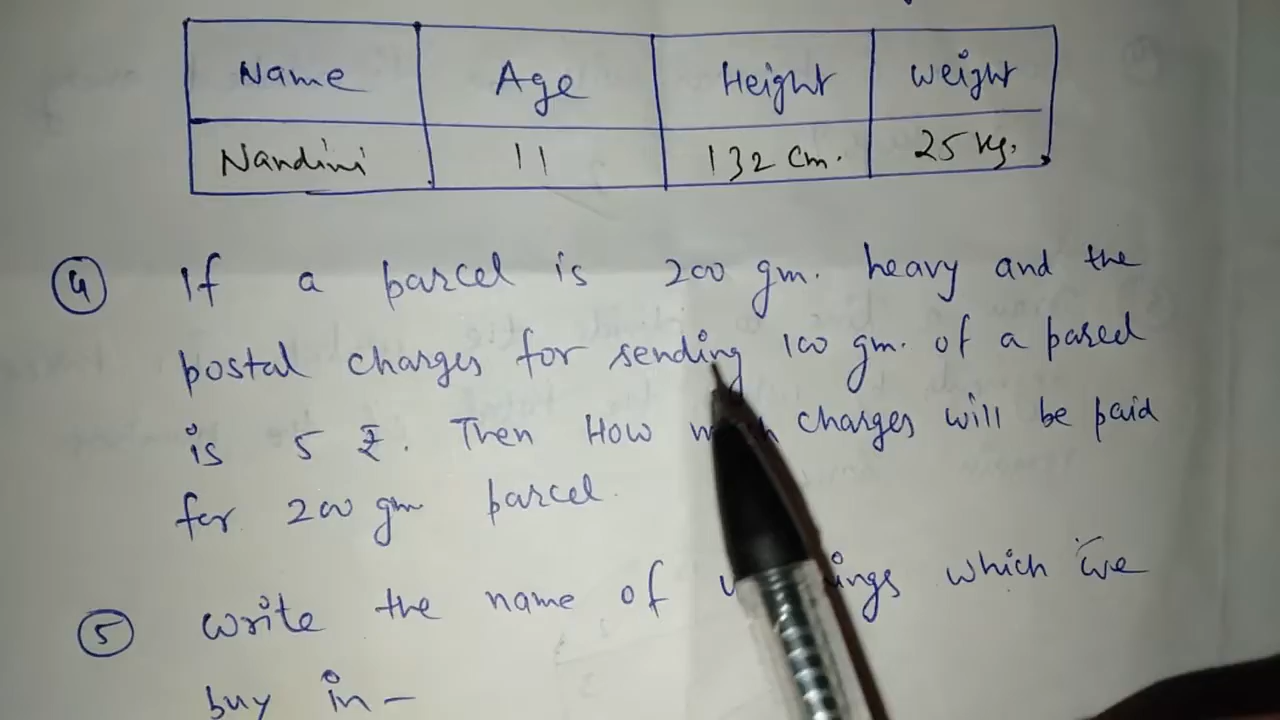 Name Age Height Weight
Nandini 11 132 cm. 25 kg.
4 If a parcel is 200 gm. heavy and the
postal charges for sending 100 gm. of a parcel
is 5 ₹. Then How charges will be paid
for 200 gm parcel.
5 Write the name of which we
buy in-